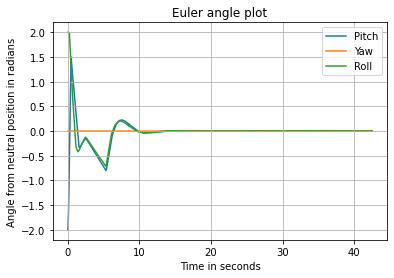 Euler angle plot
Pitch
Yaw
Roll
Angle from neutral position in radians
2.0
1.5
1.0
0.5
0.0
−0.5
−1.0
−1.5
−2.0
0
10
20
30
40
Time in seconds